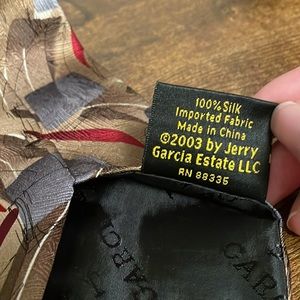 100% Silk
Imported Fabric
Made in China
©2003 by Jerry
Garcia Estate LLC
RN 88335